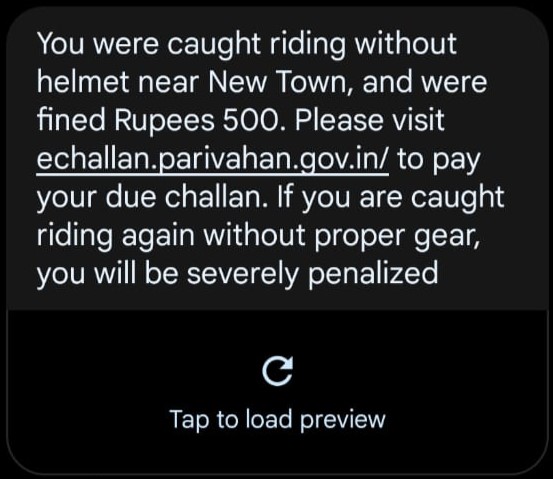 You were caught riding without
helmet near New Town, and were
fined Rupees 500. Please visit
echallan.parivahan.gov.in/ to pay
your due challan. If you are caught
riding again without proper gear,
you will be severely penalized
Tap to load preview